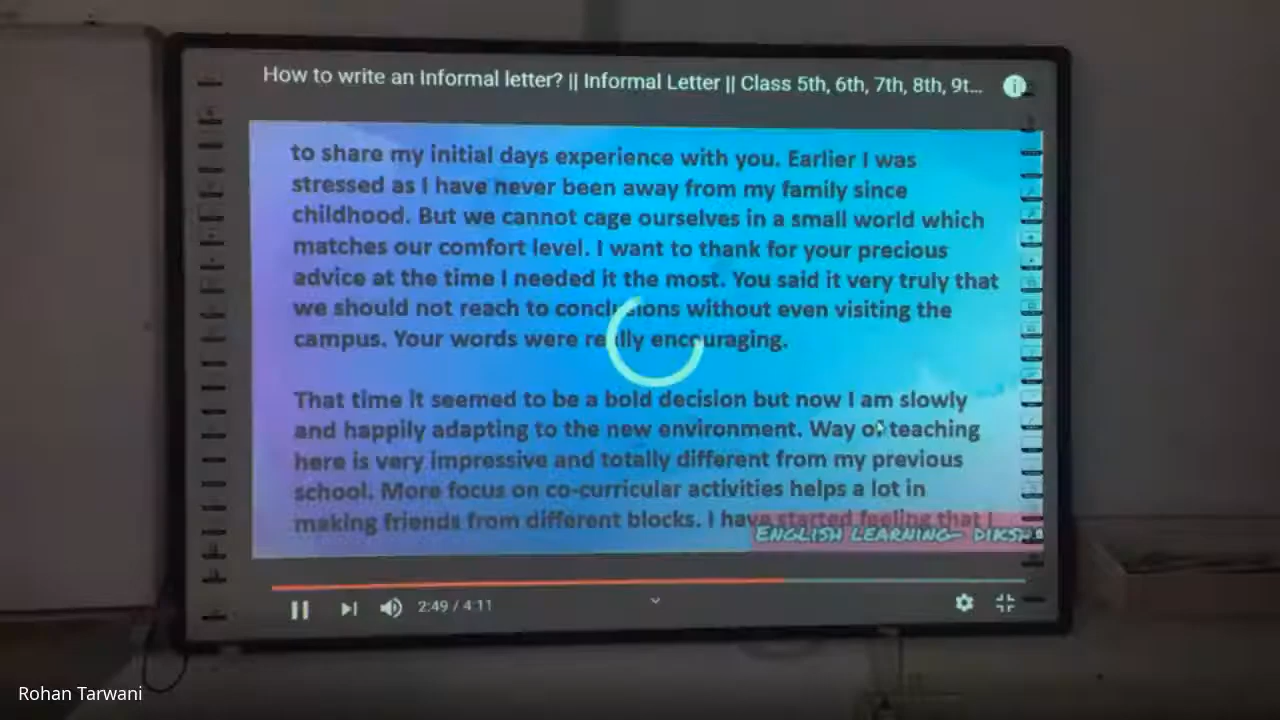 How to write an Informal letter? || Informal Letter || Class 5th, 6th, 7th, 8th, 9t...
to share my initial days experience with you. Earlier I was
stressed as I have never been away from my family since
childhood. But we cannot cage ourselves in a small world which
matches our comfort level. I want to thank for your precious
advice at the time I needed it the most. You said it very truly that
we should not reach to conclusions without even visiting the
campus. Your words were really encouraging.
That time it seemed to be a bold decision but now I am slowly
and happily adapting to the new environment. Way of teaching
here is very impressive and totally different from my previous
school. More focus on co-curricular activities helps a lot in
making friends from different blocks. I have started feeling that I
ENGLISH LEARNING- DIKSH
2:49 / 4:11
Rohan Tarwani